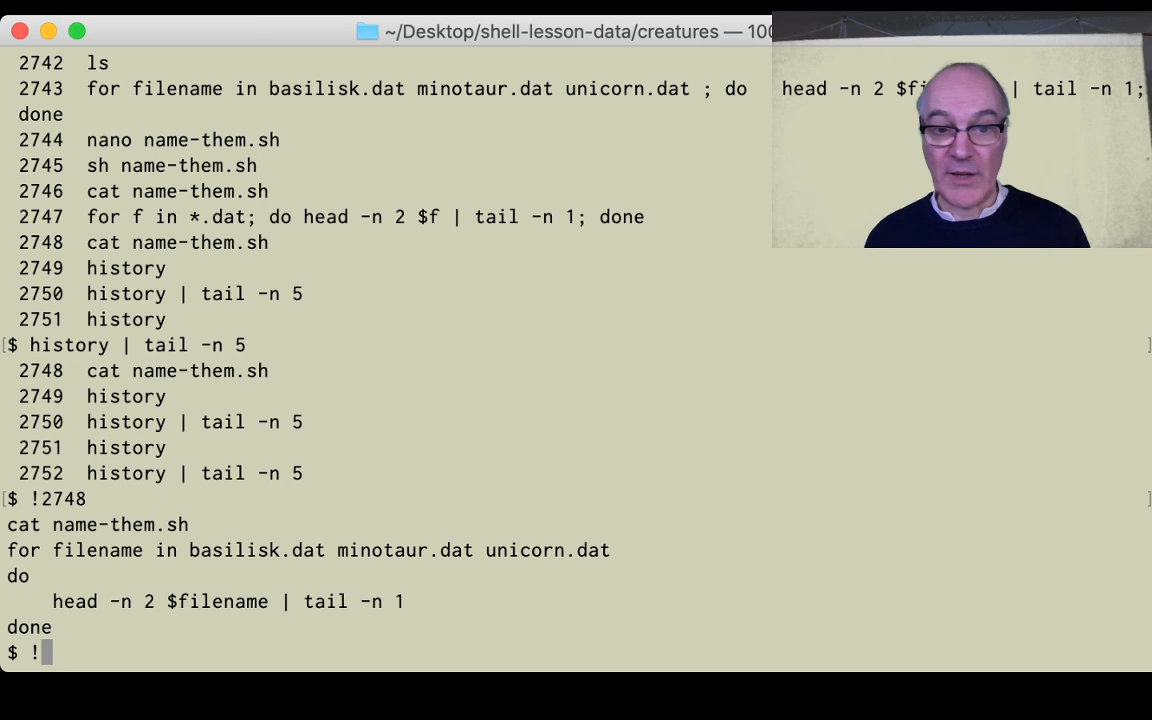 ~/Desktop/shell-lesson-data/creatures — 100
2742 ls
2743 for filename in basilisk.dat minotaur.dat unicorn.dat ; do head -n 2 $fi | tail -n 1;
done
2744 nano name-them.sh
2745 sh name-them.sh
2746 cat name-them.sh
2747 for f in *.dat; do head -n 2 $f | tail -n 1; done
2748 cat name-them.sh
2749 history
2750 history | tail -n 5
2751 history
[$ history | tail -n 5 ]
2748 cat name-them.sh
2749 history
2750 history | tail -n 5
2751 history
2752 history | tail -n 5
[$ !2748 ]
cat name-them.sh
for filename in basilisk.dat minotaur.dat unicorn.dat
do
    head -n 2 $filename | tail -n 1
done
$ !